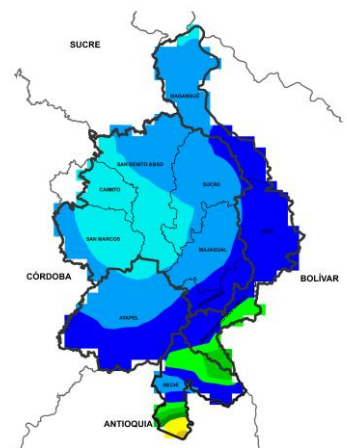 SUCRE
MAGANGUÉ
SAN BENITO ABAD
CAIMITO
SUCRE
SAN MARCOS
MAJAGUAL
CÓRDOBA
BOLÍVAR
AYAPEL
NECHÍ
ANTIOQUIA